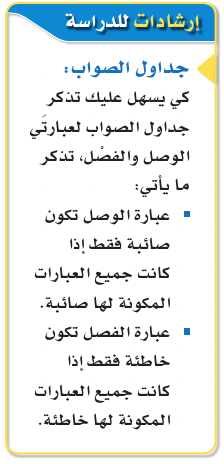 إرشادات للدراسة
جداول الصواب:
كي يسهل عليك تذكر
جداول الصواب لعبارتَي
الوصل والفصْل، تذكر
ما يأتي:
▪ عبارة الوصل تكون
صائبة فقط إذا
كانت جميع العبارات
المكونة لها صائبة.
▪ عبارة الفصل تكون
خاطئة فقط إذا
كانت جميع العبارات
المكونة لها خاطئة.